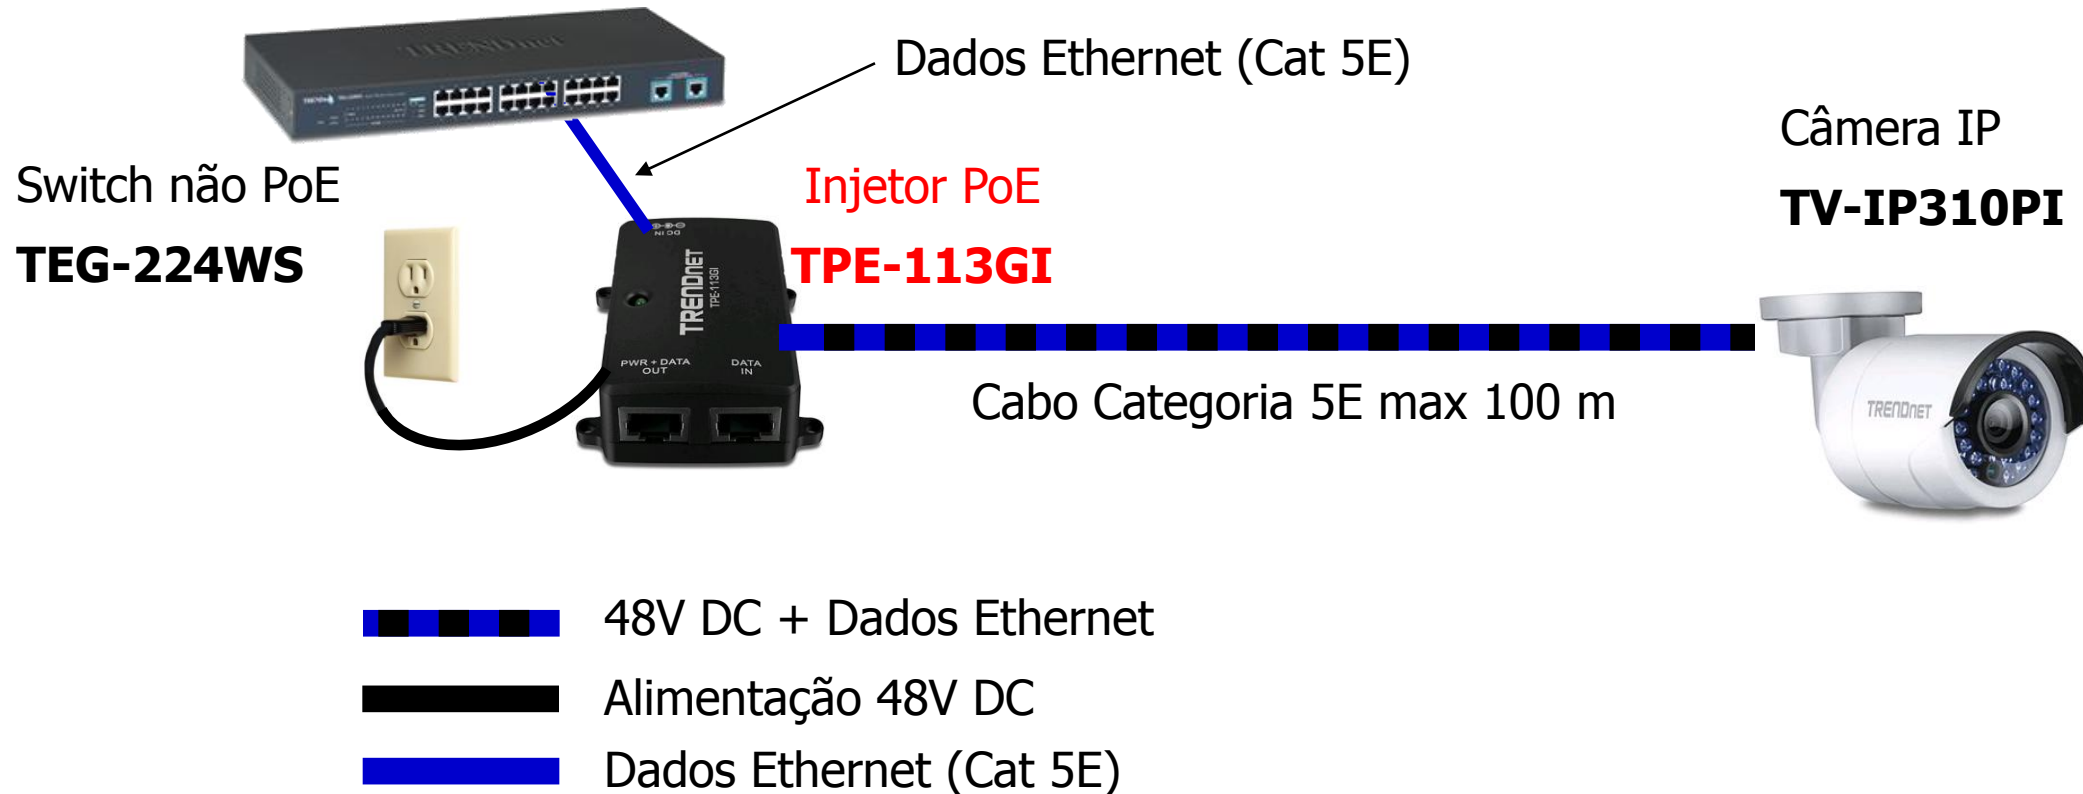 TRENDnet
Dados Ethernet (Cat 5E)
Câmera IP
TV-IP310PI
Switch não PoE
TEG-224WS
Injetor PoE
TPE-113GI
DC IN
TRENDNET
TPE-113GI
PWR + DATA
OUT
DATA
IN
Cabo Categoria 5E max 100 m
TRENDNET
48V DC + Dados Ethernet
Alimentação 48V DC
Dados Ethernet (Cat 5E)